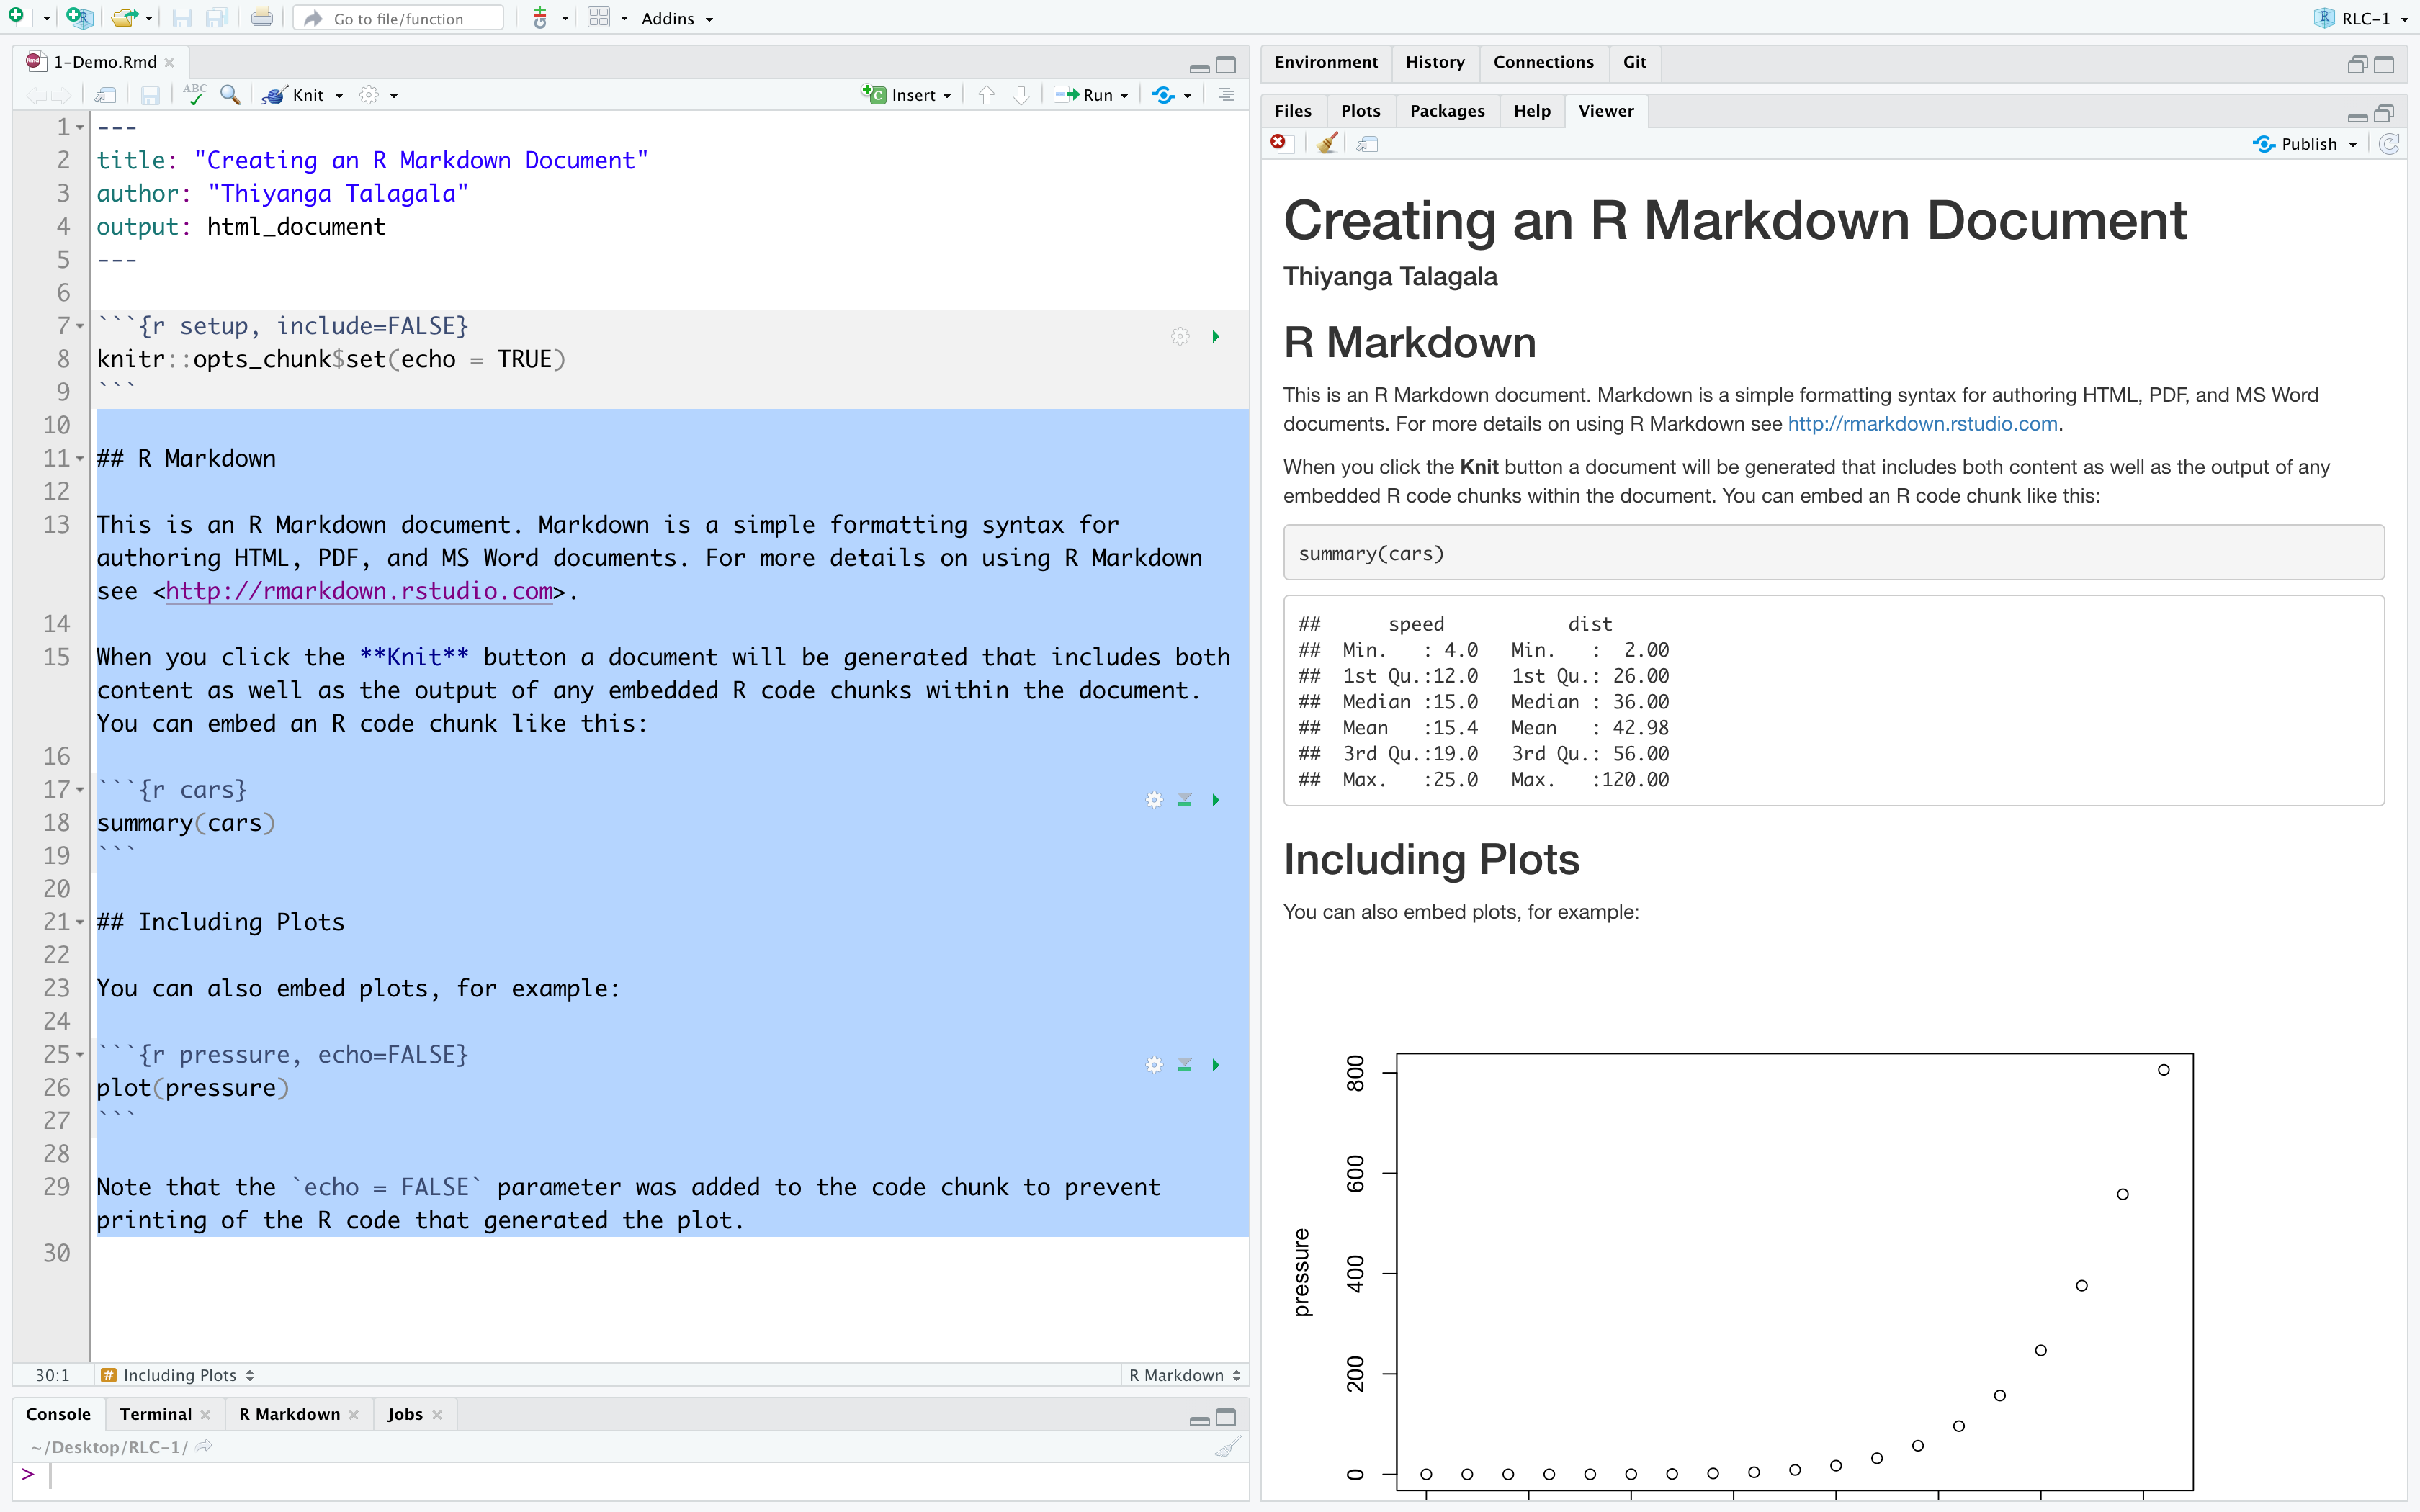 Go to file/function
Addins
RLC-1
1-Demo.Rmd
ABC
Knit
Insert
Run
1 ---
2 title: "Creating an R Markdown Document"
3 author: "Thiyanga Talagala"
4 output: html_document
5 ---
6
7 ```{r setup, include=FALSE}
8 knitr::opts_chunk$set(echo = TRUE)
9 ```
10
11 ## R Markdown
12
13 This is an R Markdown document. Markdown is a simple formatting syntax for
authoring HTML, PDF, and MS Word documents. For more details on using R Markdown
see <http://rmarkdown.rstudio.com>.
14
15 When you click the **Knit** button a document will be generated that includes both
content as well as the output of any embedded R code chunks within the document.
You can embed an R code chunk like this:
16
17 ```{r cars}
18 summary(cars)
19 ```
20
21 ## Including Plots
22
23 You can also embed plots, for example:
24
25 ```{r pressure, echo=FALSE}
26 plot(pressure)
27 ```
28
29 Note that the `echo = FALSE` parameter was added to the code chunk to prevent
printing of the R code that generated the plot.
30
30:1 # Including Plots R Markdown
Console Terminal R Markdown Jobs
~/Desktop/RLC-1/
>
Environment History Connections Git
Files Plots Packages Help Viewer
Publish
Creating an R Markdown Document
Thiyanga Talagala
R Markdown
This is an R Markdown document. Markdown is a simple formatting syntax for authoring HTML, PDF, and MS Word
documents. For more details on using R Markdown see http://rmarkdown.rstudio.com.
When you click the Knit button a document will be generated that includes both content as well as the output of any
embedded R code chunks within the document. You can embed an R code chunk like this:
summary(cars)
##      speed           dist
##  Min.   : 4.0   Min.   :  2.00
##  1st Qu.:12.0   1st Qu.: 26.00
##  Median :15.0   Median : 36.00
##  Mean   :15.4   Mean   : 42.98
##  3rd Qu.:19.0   3rd Qu.: 56.00
##  Max.   :25.0   Max.   :120.00
Including Plots
You can also embed plots, for example:
800
600
400
200
0
pressure